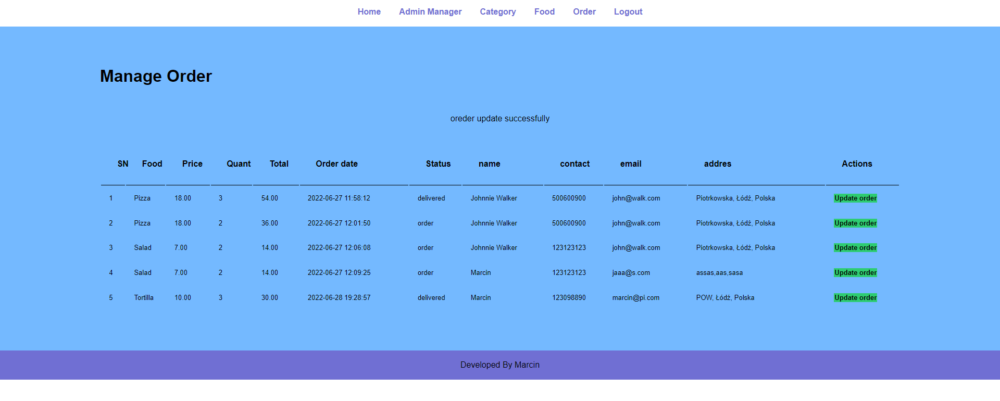 Home Admin Manager Category Food Order Logout
Manage Order
oreder update successfully
SN Food Price Quant Total Order date Status name contact email addres Actions
1 Pizza 18.00 3 54.00 2022-06-27 11:58:12 delivered Johnnie Walker 500600900 john@walk.com Piotrkowska, Łódź, Polska Update order
2 Pizza 18.00 2 36.00 2022-06-27 12:01:50 order Johnnie Walker 500600900 john@walk.com Piotrkowska, Łódź, Polska Update order
3 Salad 7.00 2 14.00 2022-06-27 12:06:08 order Johnnie Walker 123123123 john@walk.com Piotrkowska, Łódź, Polska Update order
4 Salad 7.00 2 14.00 2022-06-27 12:09:25 order Marcin 123123123 jaaa@s.com assas,aas,sasa Update order
5 Tortilla 10.00 3 30.00 2022-06-28 19:28:57 delivered Marcin 123098890 marcin@pi.com POW, Łódź, Polska Update order
Developed By Marcin